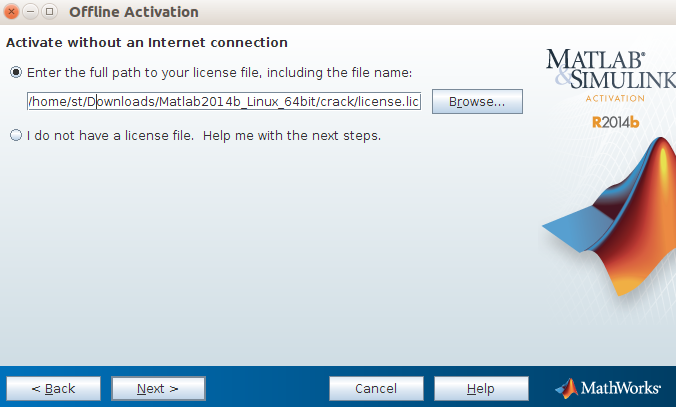 Offline Activation
Activate without an Internet connection
Enter the full path to your license file, including the file name:
/home/st/Downloads/Matlab2014b_Linux_64bit/crack/license.lic
Browse...
I do not have a license file. Help me with the next steps.
MATLAB®
&SIMULINK
ACTIVATION
R2014b
< Back
Next >
Cancel
Help
MathWorks®